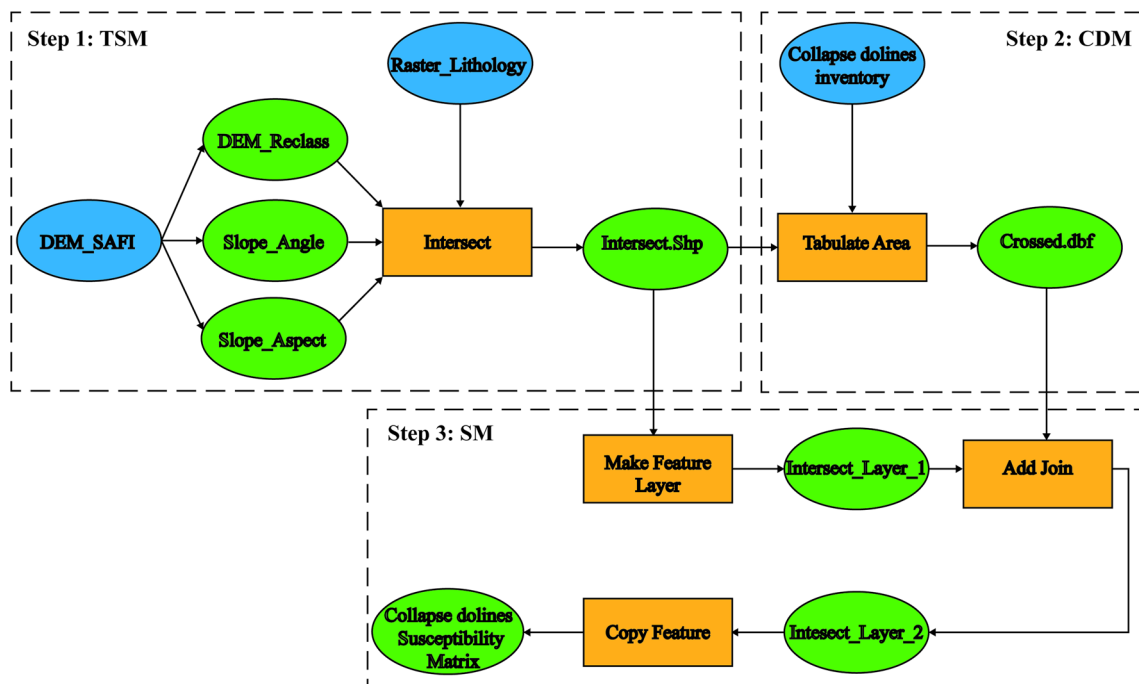 Step 1: TSM
Raster_Lithology
DEM_Reclass
DEM_SAFI
Slope_Angle
Intersect
Intersect.Shp
Slope_Aspect
Step 2: CDM
Collapse dolines
inventory
Tabulate Area
Crossed.dbf
Step 3: SM
Make Feature
Layer
Intersect_Layer_1
Add Join
Collapse dolines
Susceptibility
Matrix
Copy Feature
Intesect_Layer_2